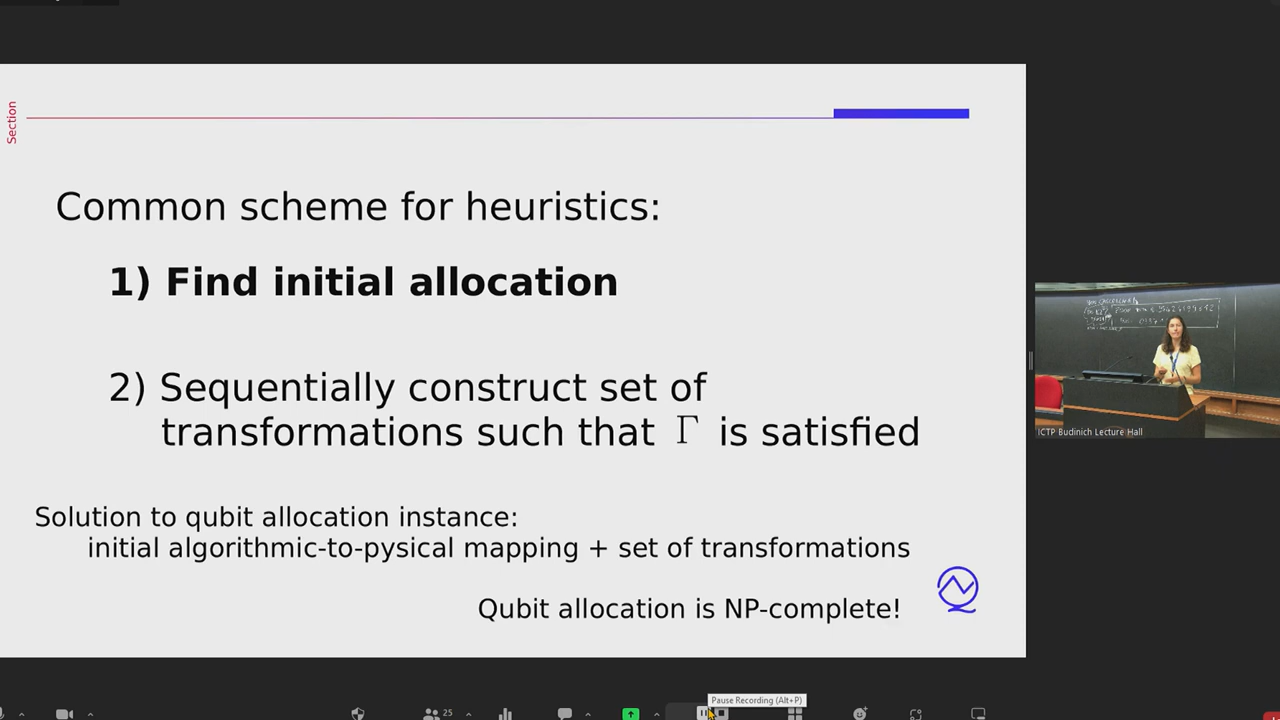 Section
Common scheme for heuristics:
1) Find initial allocation
2) Sequentially construct set of
transformations such that Γ is satisfied
Solution to qubit allocation instance:
initial algorithmic-to-pysical mapping + set of transformations
Qubit allocation is NP-complete!
ICTP Budinich Lecture Hall
Pause Recording (Alt+P)
25